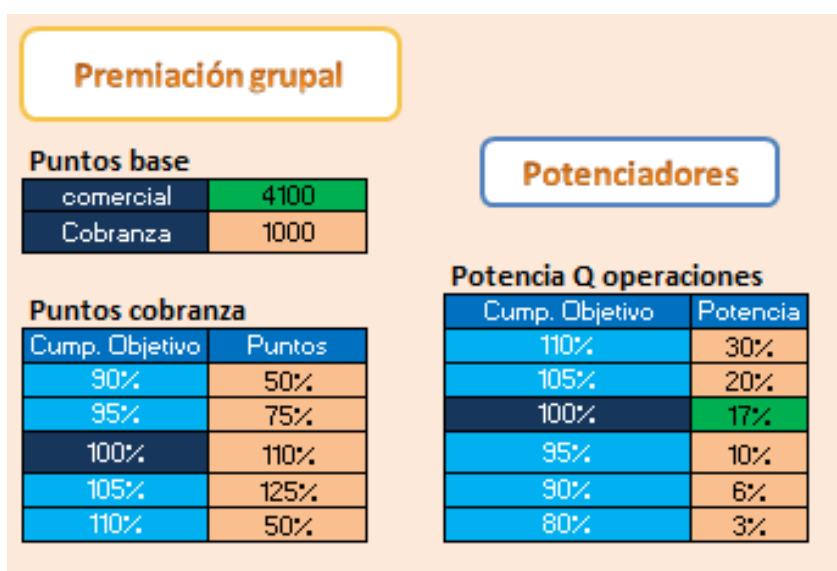 Premiación grupal
Puntos base
comercial 4100
Cobranza 1000
Puntos cobranza
Cump. Objetivo Puntos
90% 50%
95% 75%
100% 110%
105% 125%
110% 50%
Potenciadores
Potencia Q operaciones
Cump. Objetivo Potencia
110% 30%
105% 20%
100% 17%
95% 10%
90% 6%
80% 3%